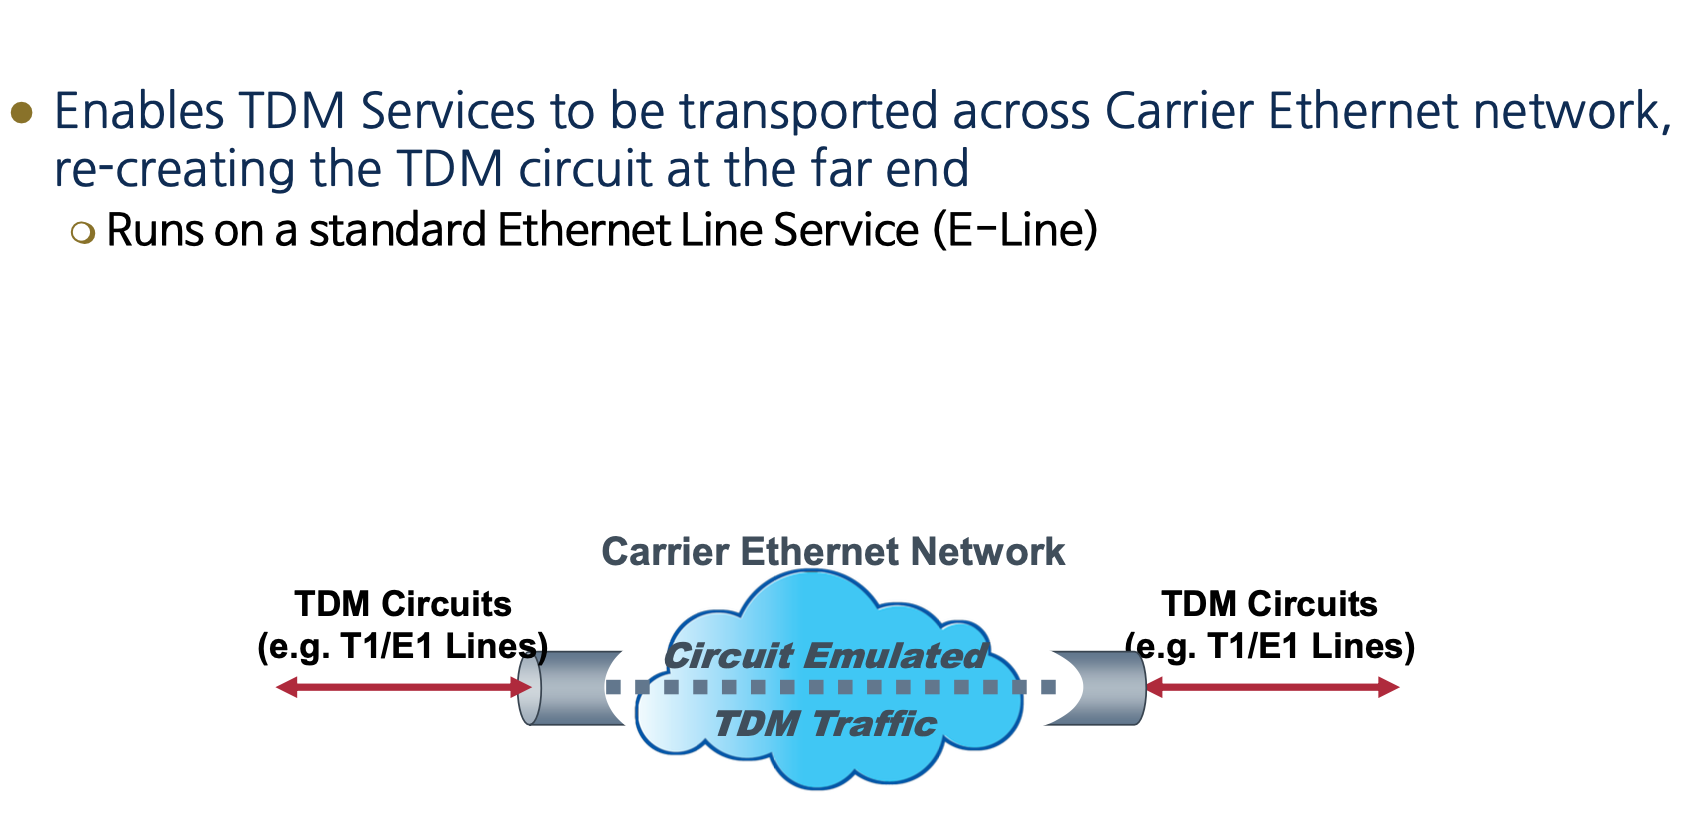 Enables TDM Services to be transported across Carrier Ethernet network,
re-creating the TDM circuit at the far end
Runs on a standard Ethernet Line Service (E-Line)
Carrier Ethernet Network
TDM Circuits
(e.g. T1/E1 Lines)
Circuit Emulated
TDM Traffic
TDM Circuits
(e.g. T1/E1 Lines)